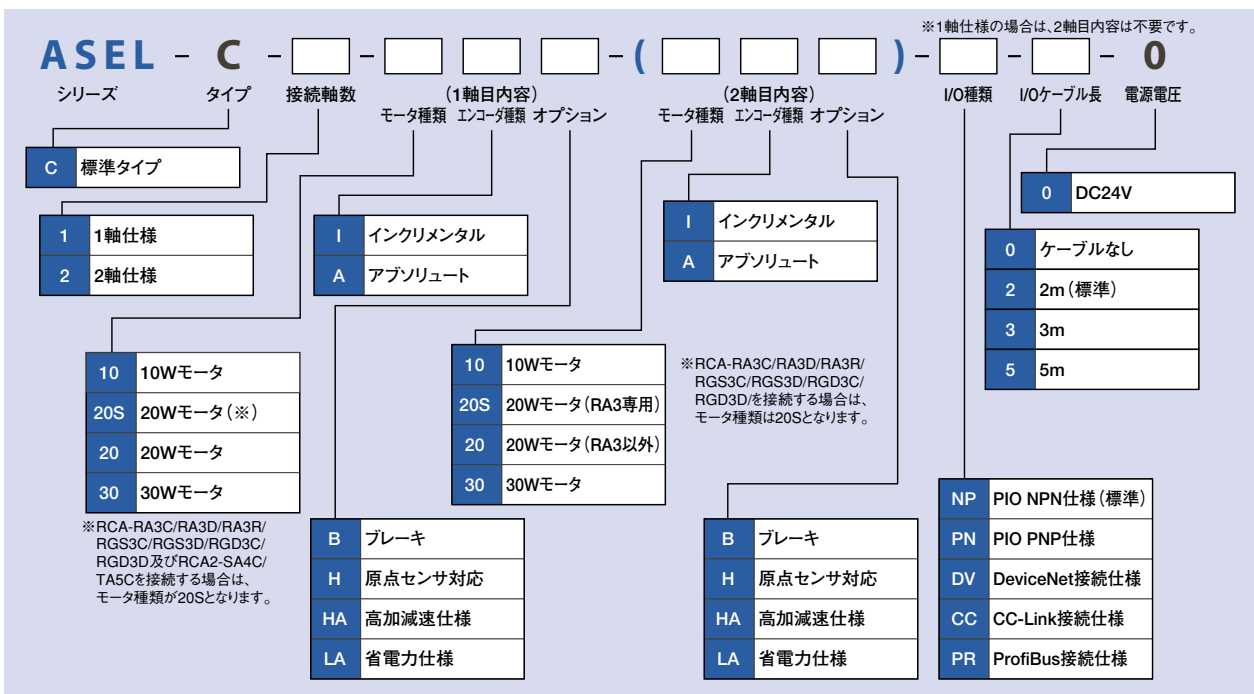 ※1軸仕様の場合は、2軸目内容は不要です。
ASEL - C - - - ( ) - - - 0
シリーズ タイプ 接続軸数 (1軸目内容) (2軸目内容) I/O種類 I/Oケーブル長 電源電圧
モータ種類 エンコーダ種類 オプション モータ種類 エンコーダ種類 オプション
C 標準タイプ
1 1軸仕様
2 2軸仕様
I インクリメンタル
A アブソリュート
I インクリメンタル
A アブソリュート
0 DC24V
0 ケーブルなし
2 2m(標準)
3 3m
5 5m
10 10Wモータ
20S 20Wモータ(※)
20 20Wモータ
30 30Wモータ
※RCA-RA3C/RA3D/RA3R/
RGS3C/RGS3D/RGD3C/
RGD3D及びRCA2-SA4C/
TA5Cを接続する場合は、
モータ種類が20Sとなります。
10 10Wモータ
20S 20Wモータ(RA3専用)
20 20Wモータ(RA3以外)
30 30Wモータ
※RCA-RA3C/RA3D/RA3R/
RGS3C/RGS3D/RGD3C/
RGD3D/を接続する場合は、
モータ種類は20Sとなります。
B ブレーキ
H 原点センサ対応
HA 高加減速仕様
LA 省電力仕様
B ブレーキ
H 原点センサ対応
HA 高加減速仕様
LA 省電力仕様
NP PIO NPN仕様(標準)
PN PIO PNP仕様
DV DeviceNet接続仕様
CC CC-Link接続仕様
PR ProfiBus接続仕様